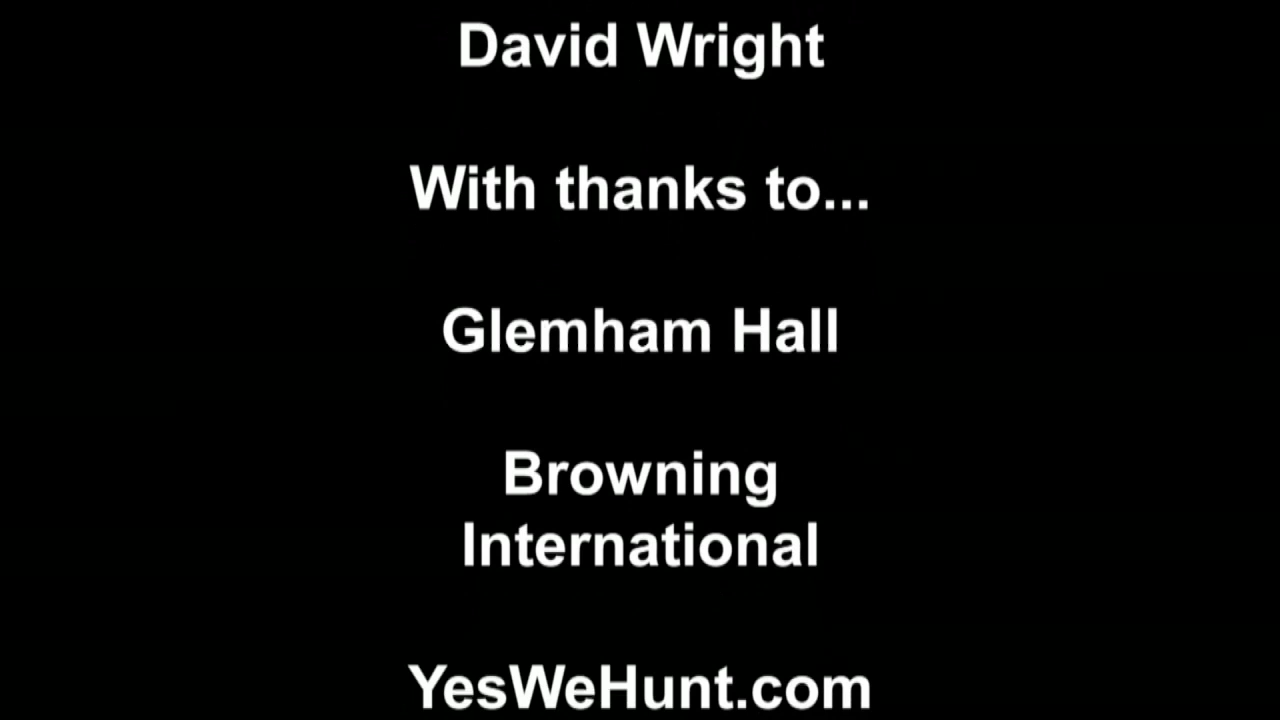 David Wright
With thanks to...
Glemham Hall
Browning
International
YesWeHunt.com